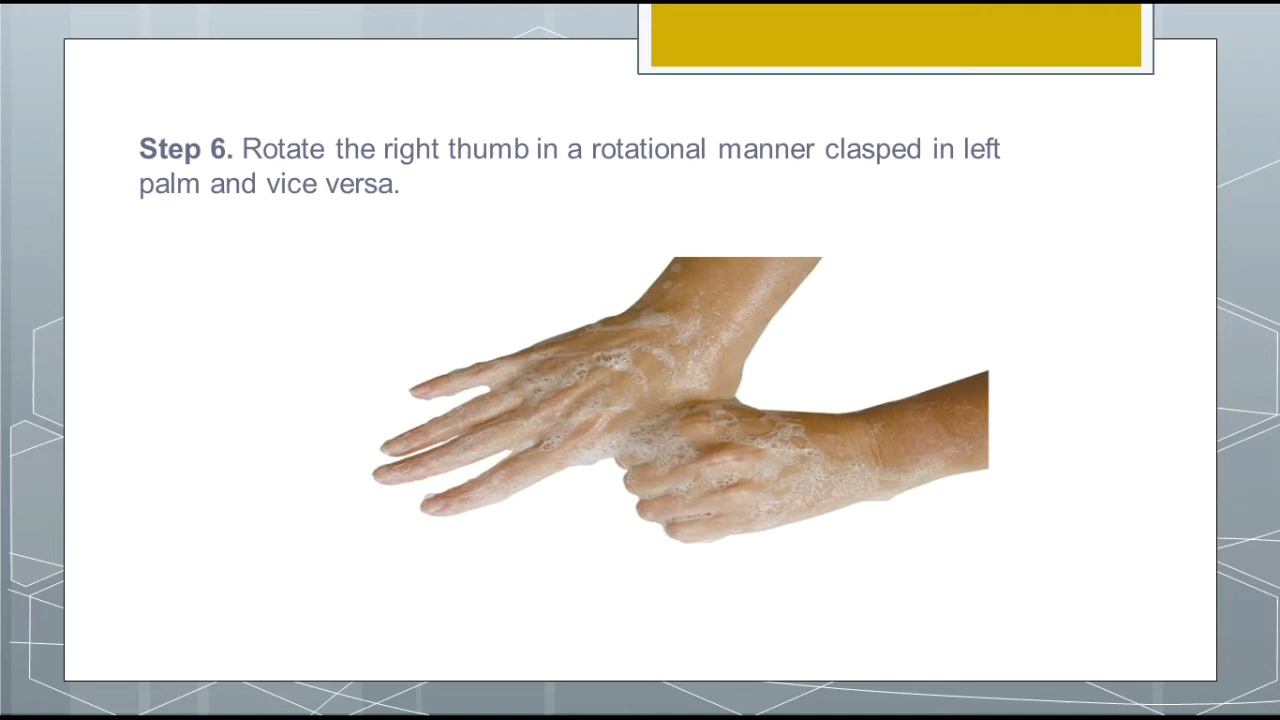 Step 6. Rotate the right thumb in a rotational manner clasped in left
palm and vice versa.